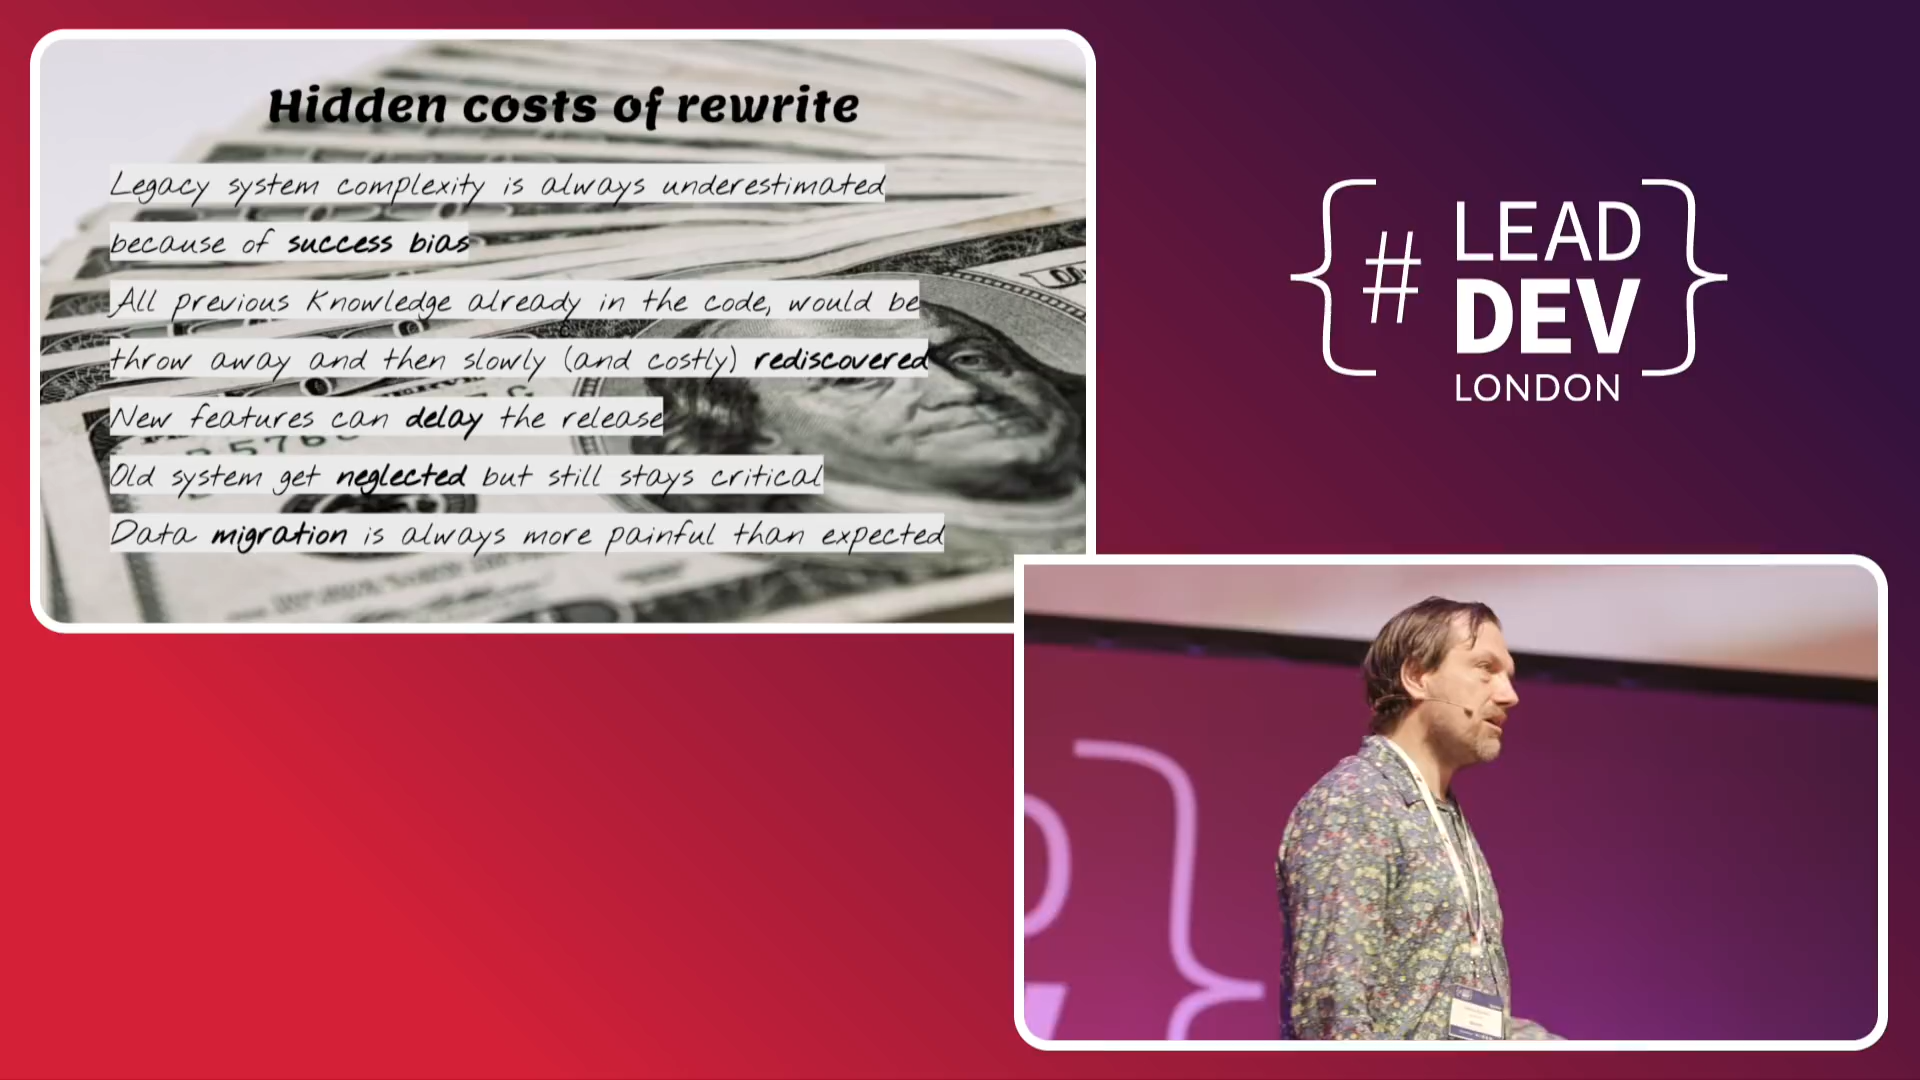 Hidden costs of rewrite
Legacy system complexity is always underestimated
because of success bias
All previous knowledge already in the code, would be
throw away and then slowly (and costly) rediscovered
New features can delay the release
Old system get neglected but still stays critical
Data migration is always more painful than expected
# LEAD
DEV
LONDON